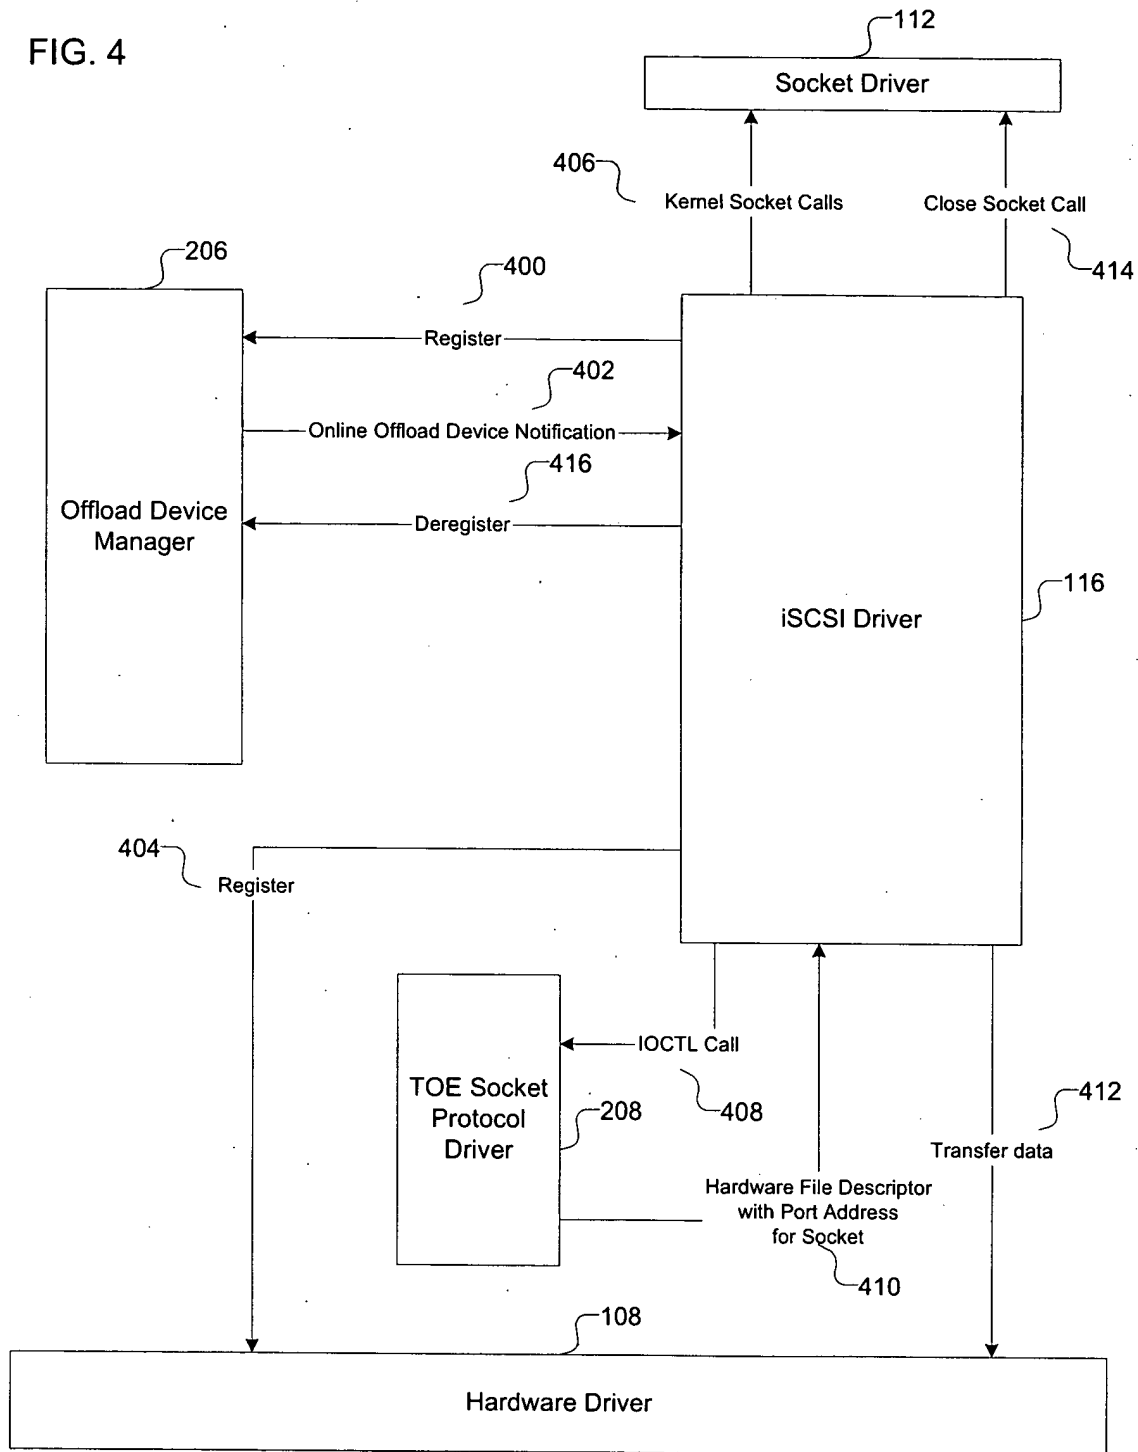 FIG. 4
112
Socket Driver
406
Kernel Socket Calls
Close Socket Call
414
206
400
Register
402
Online Offload Device Notification
416
Deregister
Offload Device
Manager
116
iSCSI Driver
404
Register
IOCTL Call
408
TOE Socket
Protocol
Driver
208
412
Transfer data
Hardware File Descriptor
with Port Address
for Socket
410
108
Hardware Driver